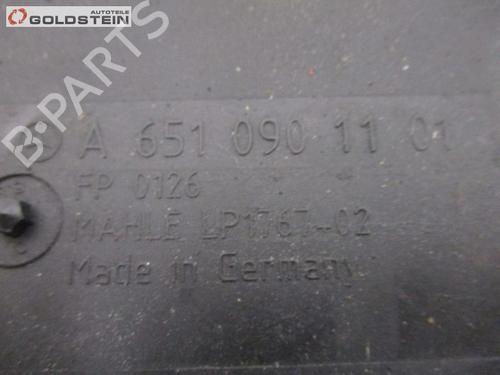 AUTOTEILE
GOLDSTEIN
B-PARTS
A 651 090 11 01
FP 0126
MAHLE LP1767-02
Made in Germany